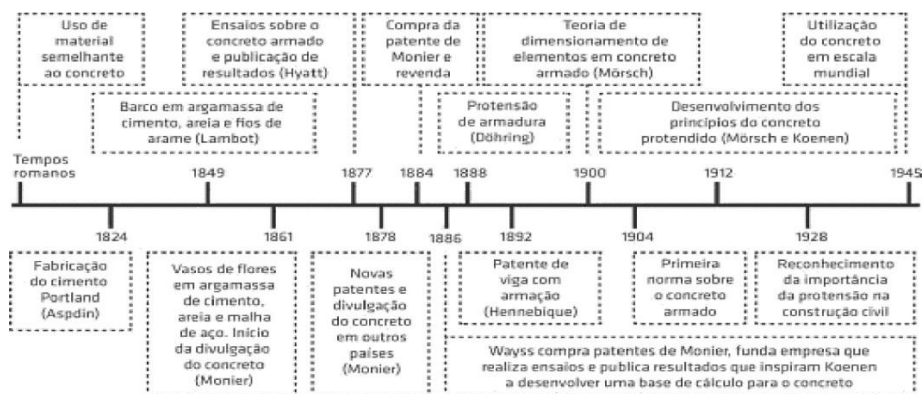 Uso de
material
semelhante
ao concreto
Ensaios sobre o
concreto armado
e publicação de
resultados (Hyatt)
Compra da
patente de
Monier e
revenda
Teoria de
dimensionamento de
elementos em concreto
armado (Mörsch)
Utilização
do concreto
em escala
mundial
Barco em argamassa de
cimento, areia e fios de
arame (Lambot)
Protensão
de armadura
(Döhring)
Desenvolvimento dos
princípios do concreto
protendido (Mörsch e Koenen)
Tempos
romanos
1849
1877
1884
1888
1900
1912
1945
1824
1861
1878
1886
1892
1904
1928
Fabricação
do cimento
Portland
(Aspdin)
Vasos de flores
em argamassa
de cimento,
areia e malha
de aço. Início
da divulgação
do concreto
(Monier)
Novas
patentes e
divulgação
do concreto
em outros
países
(Monier)
Patente de
viga com
armação
(Hennebique)
Primeira
norma sobre
o concreto
armado
Reconhecimento
da importância
da protensão na
construção civil
Wayss compra patentes de Monier, funda empresa que
realiza ensaios e publica resultados que inspiram Koenen
a desenvolver uma base de cálculo para o concreto